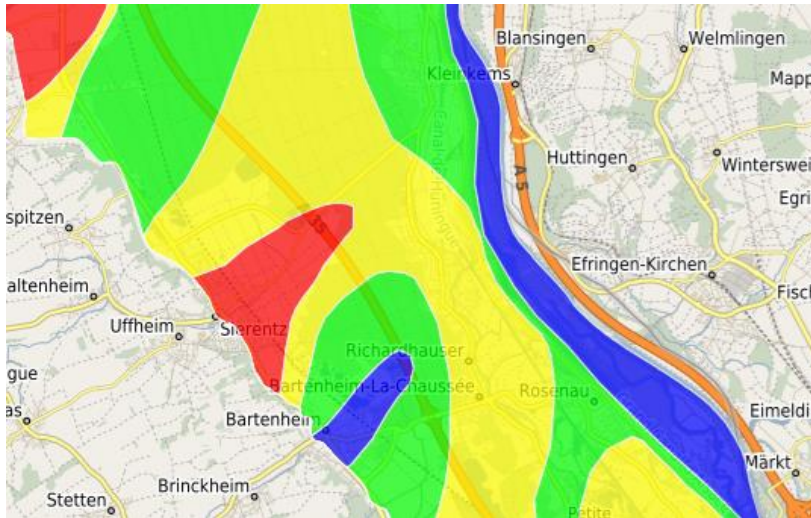 Blansingen
Welmlingen
Kleinkems
Mapp
Huttingen
Winterswei
A 5
Egri
spitzen
35
Efringen-Kirchen
altenheim
Fisch
Uffheim
Sierentz
Richardhauser
gue
Bartenheim-La-Chaussée
Rosenau
as
Bartenheim
Eimeldi
Märkt
Brinckheim
Stetten
Petite